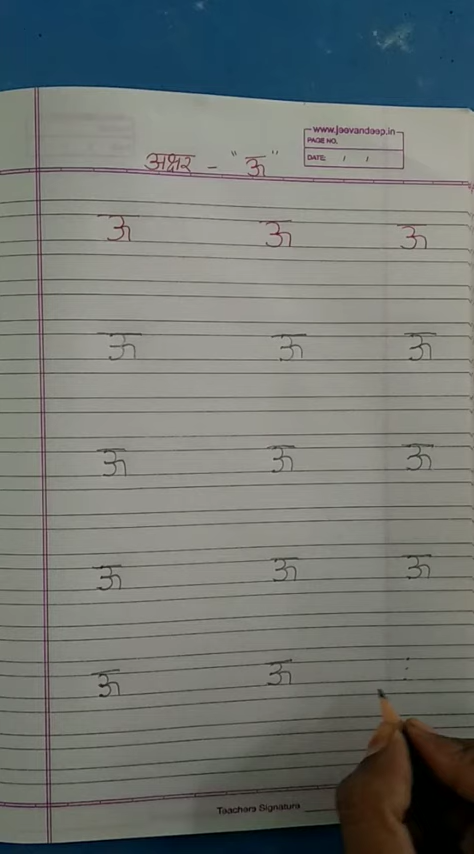 www.jeevandeep.in
PAGE NO.
DATE: / /
अक्षर - "ऊ"
ऊ ऊ ऊ
ऊ ऊ ऊ
ऊ ऊ ऊ
ऊ ऊ ऊ
ऊ ऊ
Teachers Signature